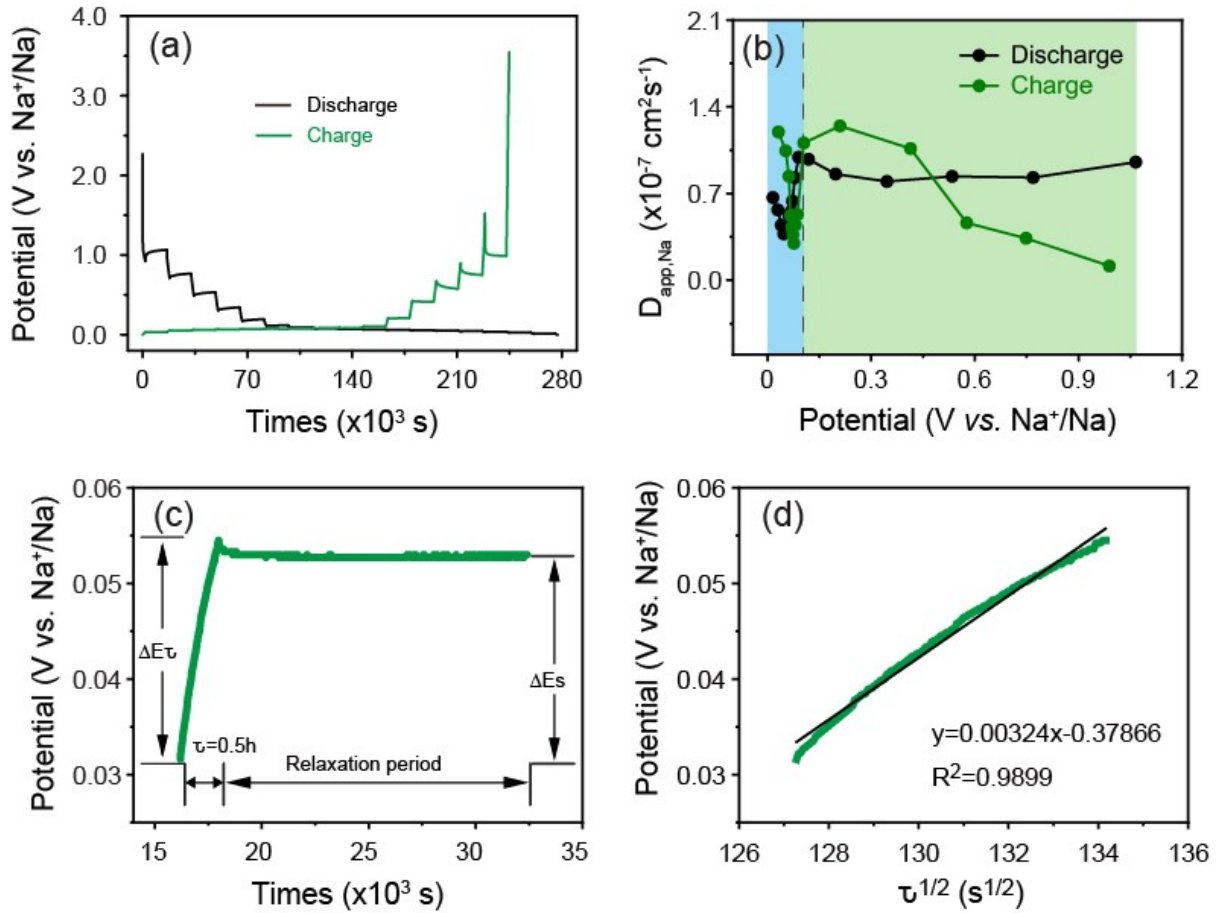 (a)
4.0
3.0
2.0
1.0
0.0
Potential (V vs. Na⁺/Na)
Discharge
Charge
0
70
140
210
280
Times (x10³ s)
(b)
2.1
1.4
0.7
0.0
D_app,Na (x10⁻⁷ cm²s⁻¹)
Discharge
Charge
0
0.3
0.6
0.9
1.2
Potential (V vs. Na⁺/Na)
(c)
0.06
0.05
0.04
0.03
Potential (V vs. Na⁺/Na)
ΔEτ
τ=0.5h
Relaxation period
ΔEs
15
20
25
30
35
Times (x10³ s)
(d)
0.06
0.05
0.04
0.03
Potential (V vs. Na⁺/Na)
y=0.00324x-0.37866
R²=0.9899
126
128
130
132
134
136
τ¹/² (s¹/²)